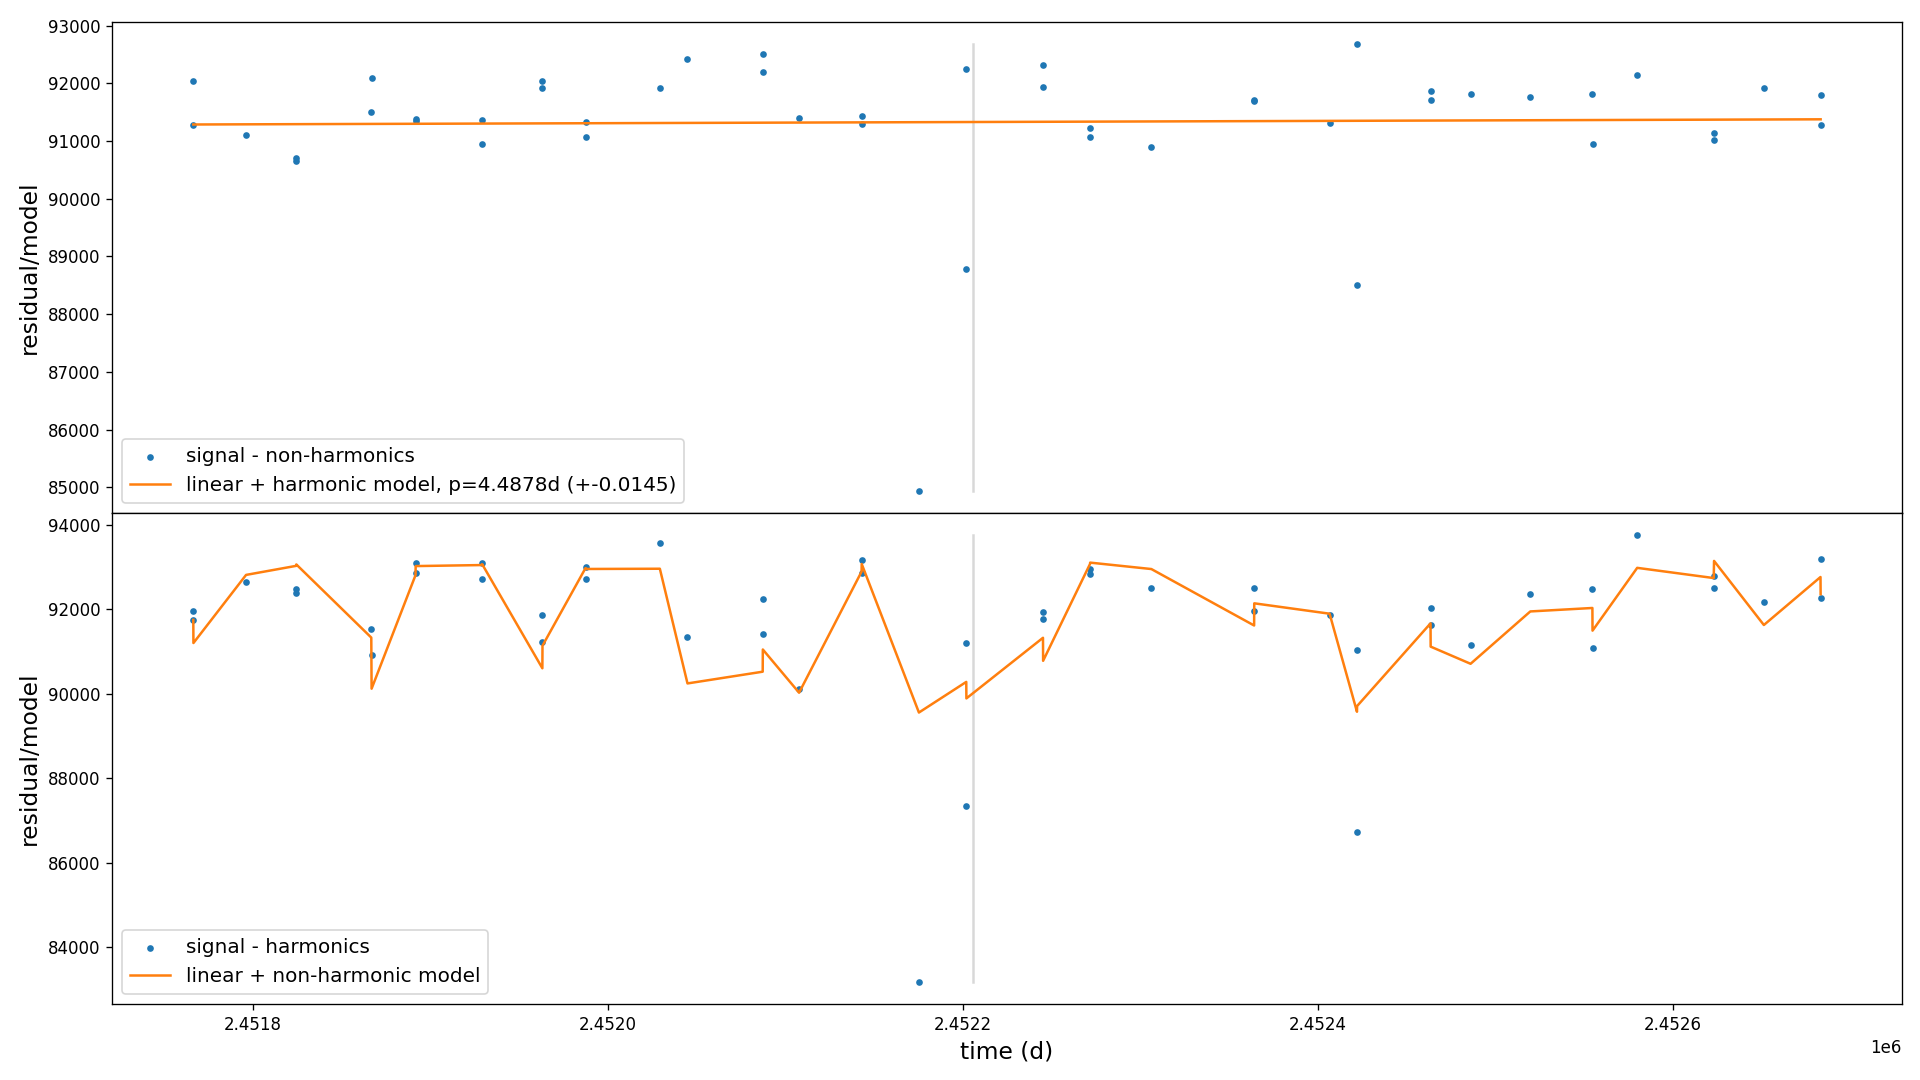 93000
92000
91000
90000
89000
88000
87000
86000
85000
residual/model
signal - non-harmonics
linear + harmonic model, p=4.4878d (+-0.0145)
94000
92000
90000
88000
86000
84000
residual/model
signal - harmonics
linear + non-harmonic model
2.4518 2.4520 2.4522 2.4524 2.4526
time (d)
1e6